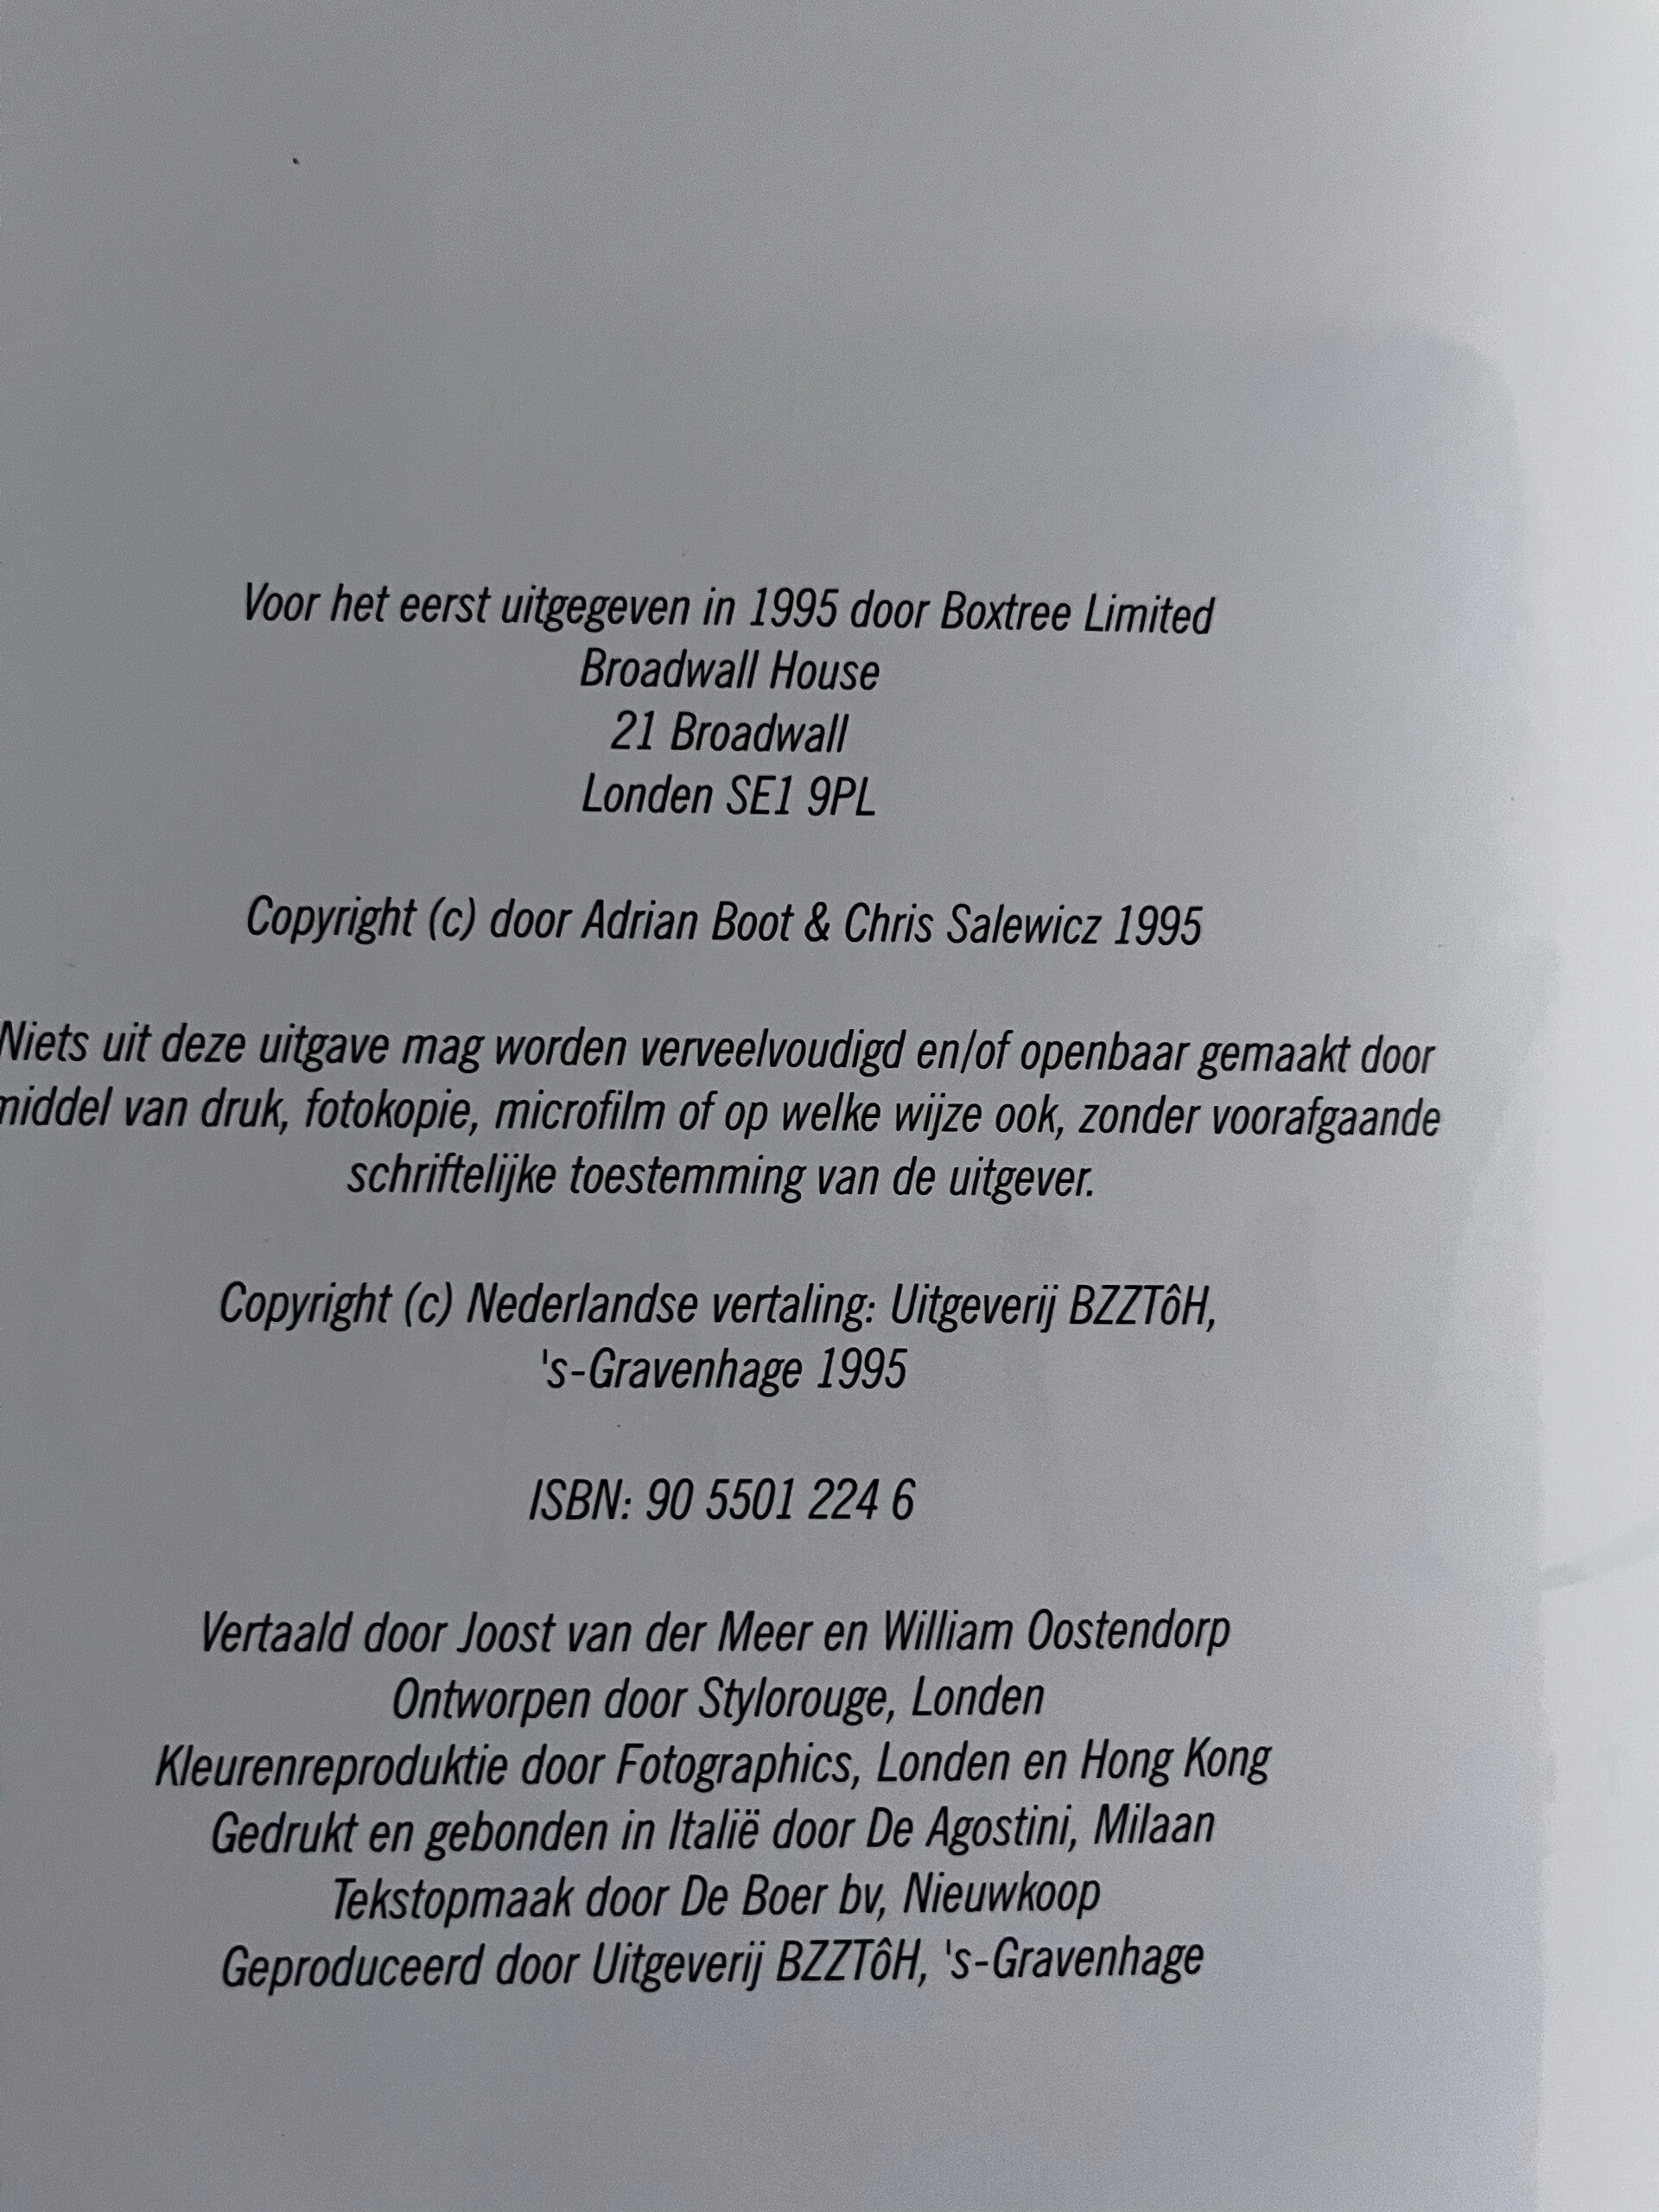 Voor het eerst uitgegeven in 1995 door Boxtree Limited
Broadwall House
21 Broadwall
Londen SE1 9PL
Copyright (c) door Adrian Boot & Chris Salewicz 1995
Niets uit deze uitgave mag worden verveelvoudigd en/of openbaar gemaakt door
middel van druk, fotokopie, microfilm of op welke wijze ook, zonder voorafgaande
schriftelijke toestemming van de uitgever.
Copyright (c) Nederlandse vertaling: Uitgeverij BZZTôH,
's-Gravenhage 1995
ISBN: 90 5501 224 6
Vertaald door Joost van der Meer en William Oostendorp
Ontworpen door Stylorouge, Londen
Kleurenreproduktie door Fotographics, Londen en Hong Kong
Gedrukt en gebonden in Italië door De Agostini, Milaan
Tekstopmaak door De Boer bv, Nieuwkoop
Geproduceerd door Uitgeverij BZZTôH, 's-Gravenhage